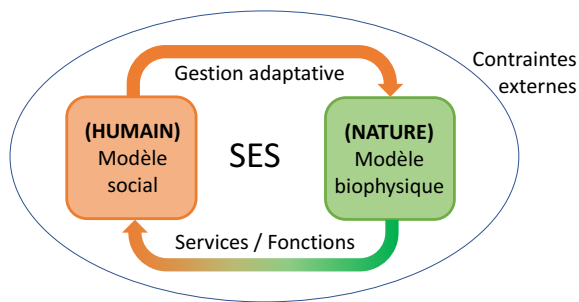 Gestion adaptative
Contraintes
externes
(HUMAIN)
Modèle
social
SES
(NATURE)
Modèle
biophysique
Services / Fonctions